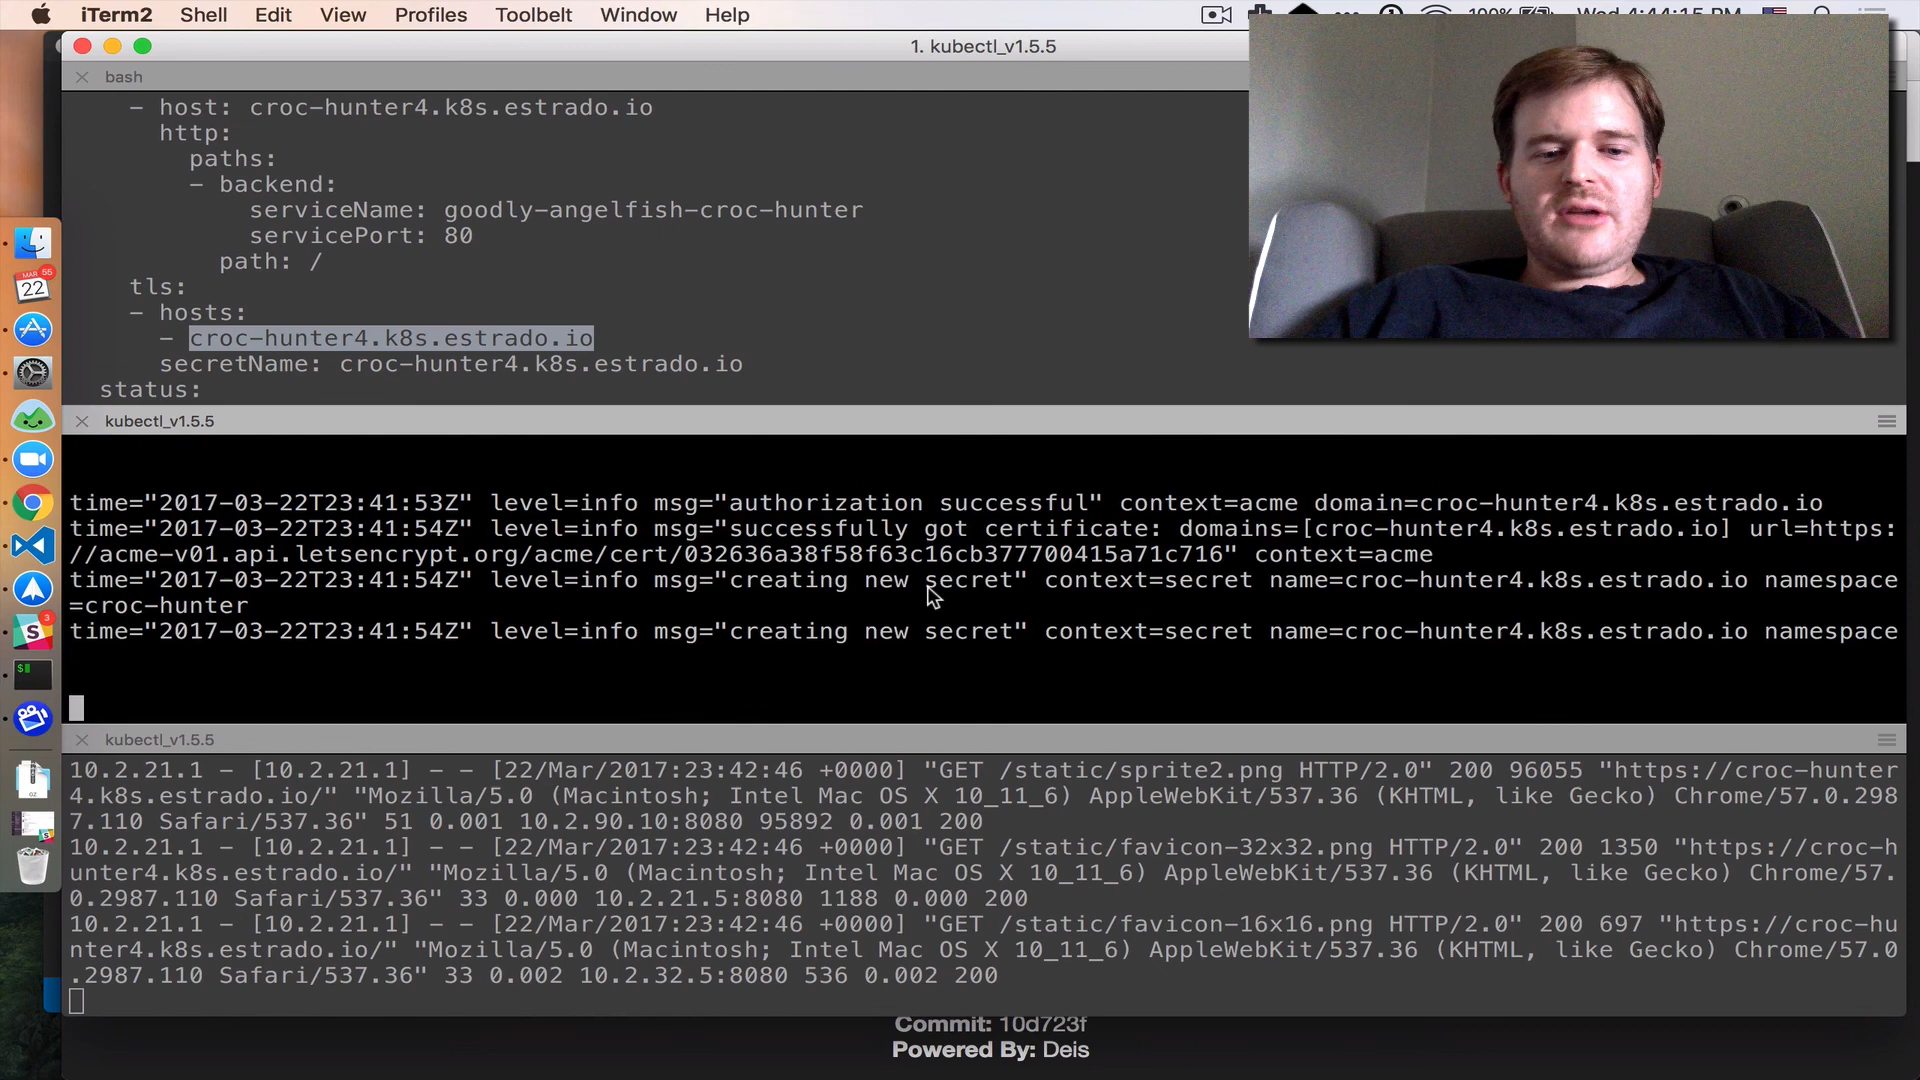 iTerm2 Shell Edit View Profiles Toolbelt Window Help
1. kubectl_v1.5.5
bash
- host: croc-hunter4.k8s.estrado.io
http:
paths:
- backend:
serviceName: goodly-angelfish-croc-hunter
servicePort: 80
path: /
tls:
- hosts:
- croc-hunter4.k8s.estrado.io
secretName: croc-hunter4.k8s.estrado.io
status:
kubectl_v1.5.5
time="2017-03-22T23:41:53Z" level=info msg="authorization successful" context=acme domain=croc-hunter4.k8s.estrado.io
time="2017-03-22T23:41:54Z" level=info msg="successfully got certificate: domains=[croc-hunter4.k8s.estrado.io] url=https:
//acme-v01.api.letsencrypt.org/acme/cert/032636a38f58f63c16cb377700415a71c716" context=acme
time="2017-03-22T23:41:54Z" level=info msg="creating new secret" context=secret name=croc-hunter4.k8s.estrado.io namespace
=croc-hunter
time="2017-03-22T23:41:54Z" level=info msg="creating new secret" context=secret name=croc-hunter4.k8s.estrado.io namespace
kubectl_v1.5.5
10.2.21.1 - [10.2.21.1] - - [22/Mar/2017:23:42:46 +0000] "GET /static/sprite2.png HTTP/2.0" 200 96055 "https://croc-hunter
4.k8s.estrado.io/" "Mozilla/5.0 (Macintosh; Intel Mac OS X 10_11_6) AppleWebKit/537.36 (KHTML, like Gecko) Chrome/57.0.298
7.110 Safari/537.36" 51 0.001 10.2.90.10:8080 95892 0.001 200
10.2.21.1 - [10.2.21.1] - - [22/Mar/2017:23:42:46 +0000] "GET /static/favicon-32x32.png HTTP/2.0" 200 1350 "https://croc-h
unter4.k8s.estrado.io/" "Mozilla/5.0 (Macintosh; Intel Mac OS X 10_11_6) AppleWebKit/537.36 (KHTML, like Gecko) Chrome/57.
0.2987.110 Safari/537.36" 33 0.000 10.2.21.5:8080 1188 0.000 200
10.2.21.1 - [10.2.21.1] - - [22/Mar/2017:23:42:46 +0000] "GET /static/favicon-16x16.png HTTP/2.0" 200 697 "https://croc-hu
nter4.k8s.estrado.io/" "Mozilla/5.0 (Macintosh; Intel Mac OS X 10_11_6) AppleWebKit/537.36 (KHTML, like Gecko) Chrome/57.0
.2987.110 Safari/537.36" 33 0.002 10.2.32.5:8080 536 0.002 200
Commit: 10d723f
Powered By: Deis
MAR
55
22
3